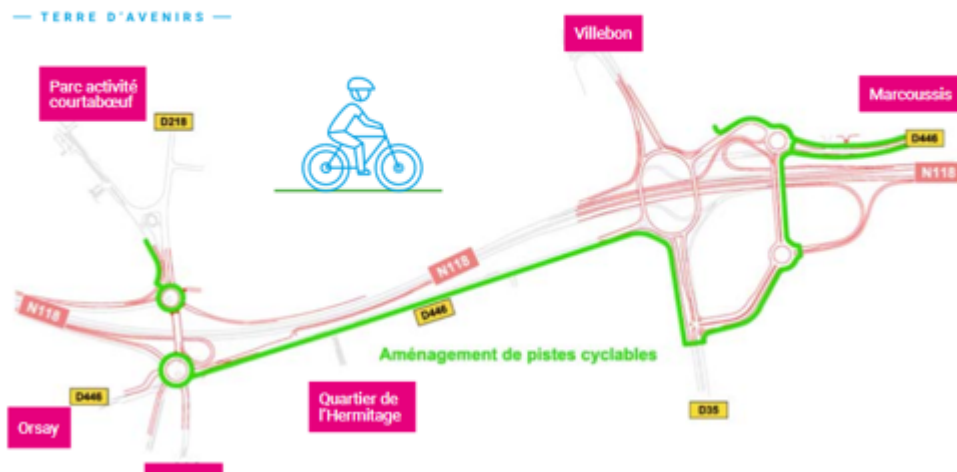 — TERRE D'AVENIRS —
Villebon
Parc activité
courtabœuf
Marcoussis
D218
D446
N118
N118
N118
D446
Aménagement de pistes cyclables
D446
Quartier de
l'Hermitage
D35
Orsay